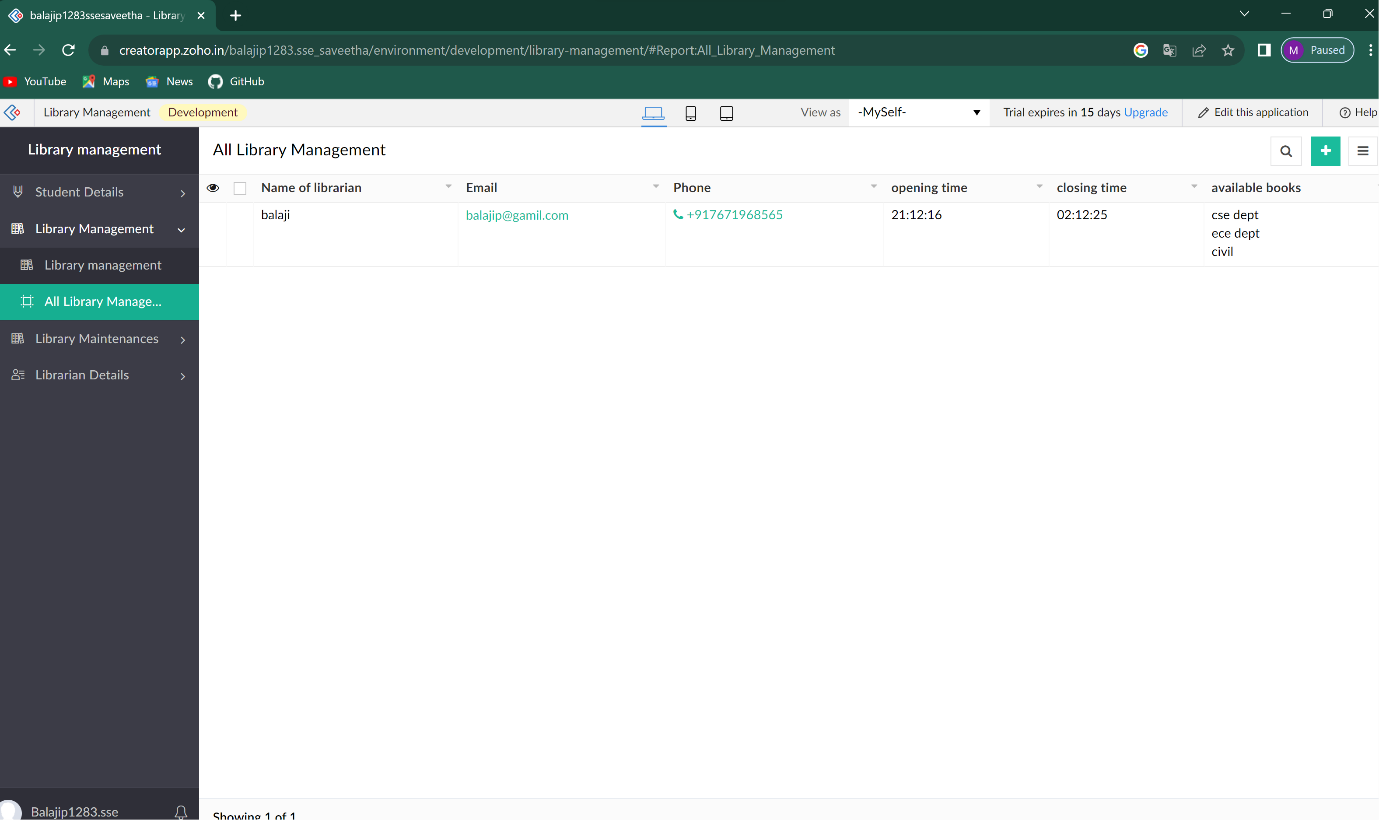 balajip1283ssesaveetha - Library
creatorapp.zoho.in/balajip1283.sse_saveetha/environment/development/library-management/#Report:All_Library_Management
M Paused
YouTube Maps News GitHub
Library Management Development View as -MySelf- Trial expires in 15 days Upgrade Edit this application Help
Library management
All Library Management
Student Details
Library Management
Library management
All Library Manage...
Library Maintenances
Librarian Details
Name of librarian Email Phone opening time closing time available books
balaji balajip@gamil.com +917671968565 21:12:16 02:12:25 cse dept
ece dept
civil
Balajip1283.sse
Showing 1 of 1